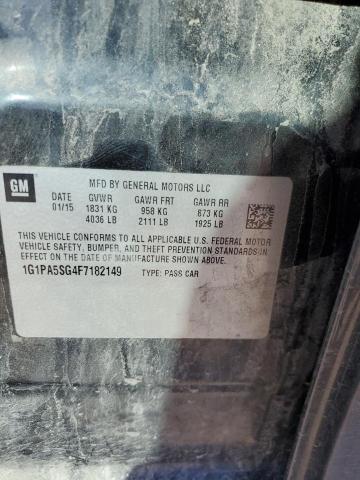 GM
MFD BY GENERAL MOTORS LLC
DATE GVWR GAWR FRT GAWR RR
01/15 1831 KG 958 KG 873 KG
4036 LB 2111 LB 1925 LB
THIS VEHICLE CONFORMS TO ALL APPLICABLE U.S. FEDERAL MOTOR
VEHICLE SAFETY, BUMPER, AND THEFT PREVENTION STANDARDS
IN EFFECT ON THE DATE OF MANUFACTURE SHOWN ABOVE.
1G1PA5SG4F7182149 TYPE: PASS CAR